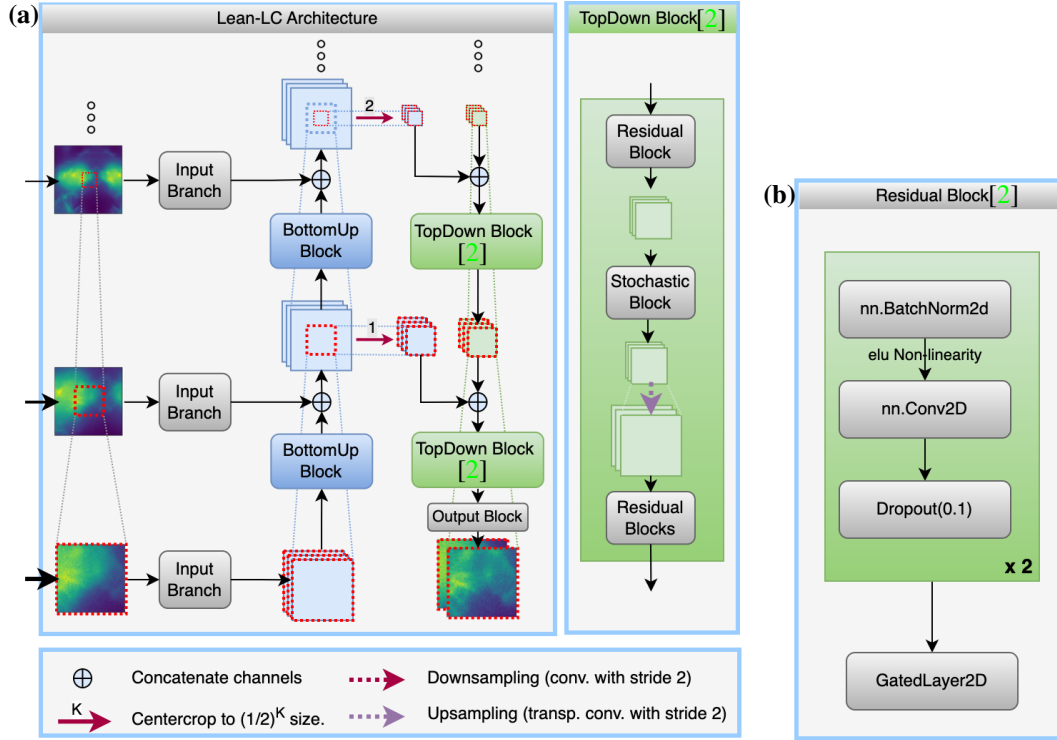 (a)
Lean-LC Architecture
2
Input
Branch
BottomUp
Block
TopDown Block
[2]
1
Input
Branch
BottomUp
Block
TopDown Block
[2]
Output Block
Input
Branch
TopDown Block[2]
Residual
Block
Stochastic
Block
Residual
Blocks
(b)
Residual Block[2]
nn.BatchNorm2d
elu Non-linearity
nn.Conv2D
Dropout(0.1)
x 2
GatedLayer2D
Concatenate channels
Downsampling (conv. with stride 2)
K
Centercrop to (1/2)^K size.
Upsampling (transp. conv. with stride 2)